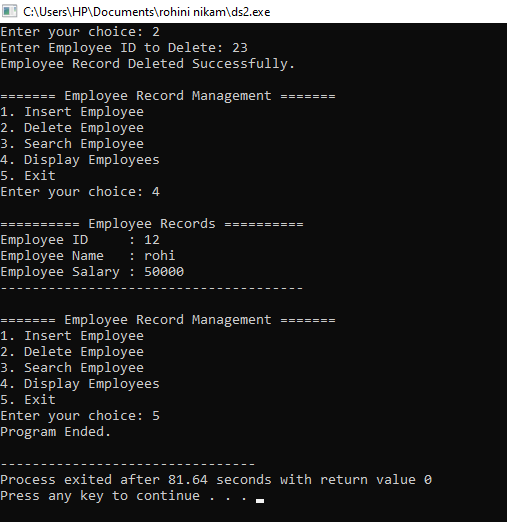 C:\Users\HP\Documents\rohini nikam\ds2.exe
Enter your choice: 2
Enter Employee ID to Delete: 23
Employee Record Deleted Successfully.
======= Employee Record Management =======
1. Insert Employee
2. Delete Employee
3. Search Employee
4. Display Employees
5. Exit
Enter your choice: 4
========== Employee Records ==========
Employee ID     : 12
Employee Name   : rohi
Employee Salary : 50000
--------------------------------------
======= Employee Record Management =======
1. Insert Employee
2. Delete Employee
3. Search Employee
4. Display Employees
5. Exit
Enter your choice: 5
Program Ended.
--------------------------------
Process exited after 81.64 seconds with return value 0
Press any key to continue . . .